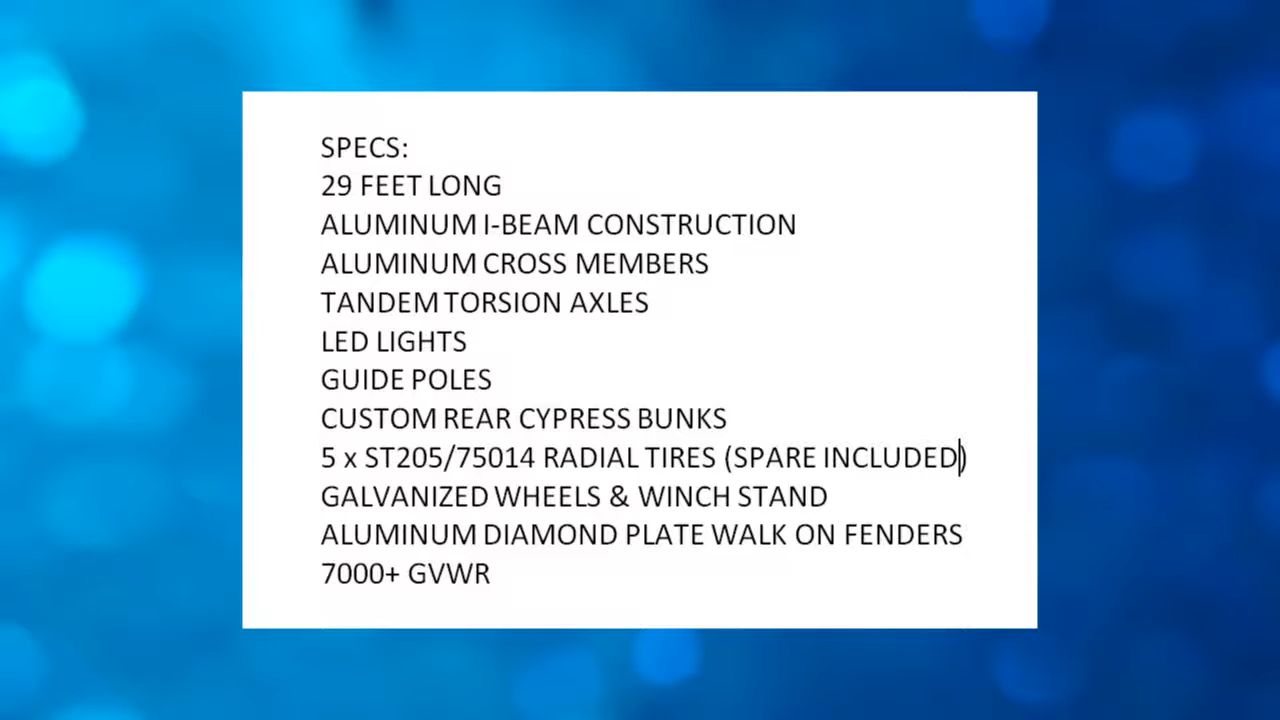 SPECS:
29 FEET LONG
ALUMINUM I-BEAM CONSTRUCTION
ALUMINUM CROSS MEMBERS
TANDEM TORSION AXLES
LED LIGHTS
GUIDE POLES
CUSTOM REAR CYPRESS BUNKS
5 x ST205/75014 RADIAL TIRES (SPARE INCLUDED)
GALVANIZED WHEELS & WINCH STAND
ALUMINUM DIAMOND PLATE WALK ON FENDERS
7000+ GVWR